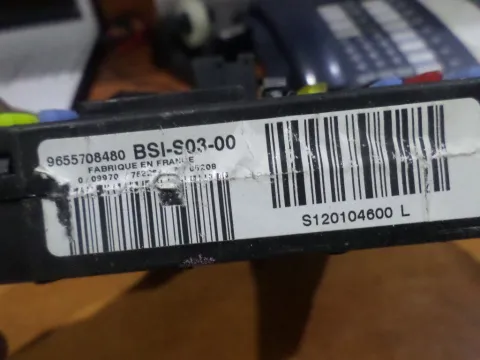 9655708480 BSI-S03-00
FABRIQUE EN FRANCE
S120104600 L